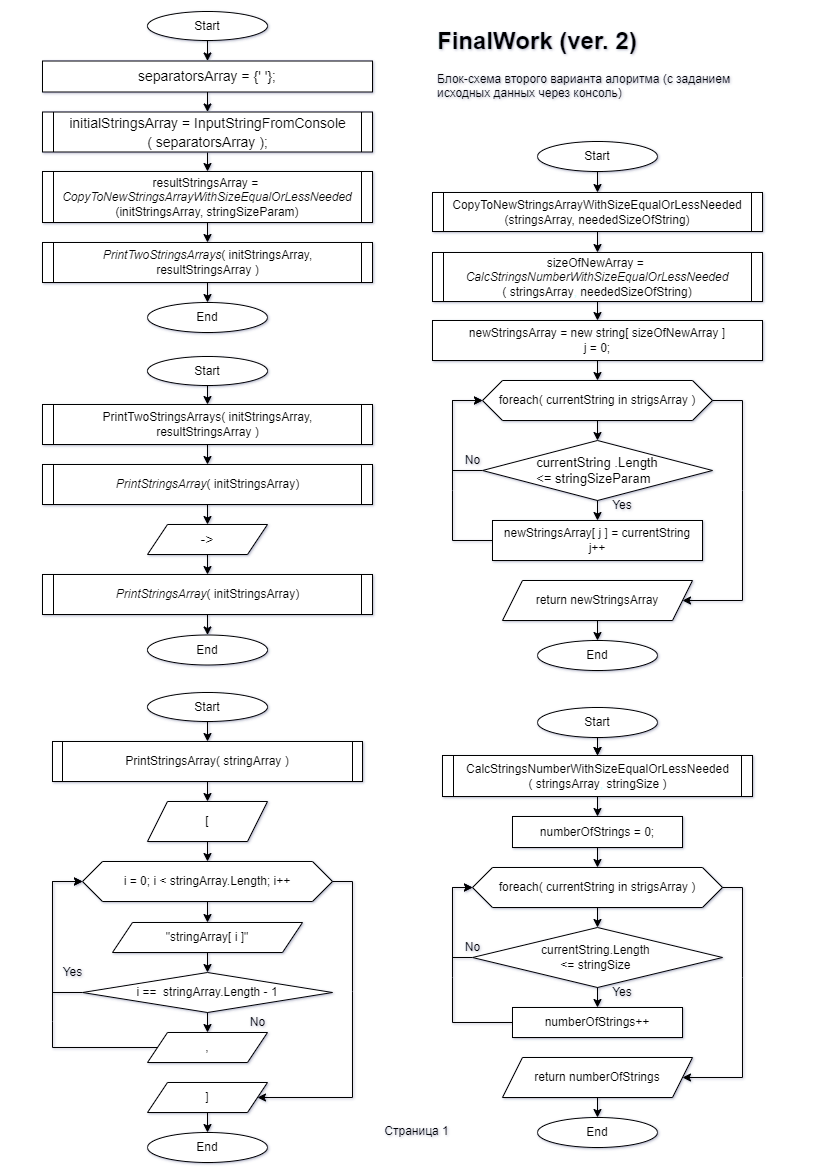 Start
separatorsArray = {' '};
initialStringsArray = InputStringFromConsole
( separatorsArray );
resultStringsArray =
CopyToNewStringsArrayWithSizeEqualOrLessNeeded
(initStringsArray, stringSizeParam)
PrintTwoStringsArrays( initStringsArray,
resultStringsArray )
End
Start
PrintTwoStringsArrays( initStringsArray,
resultStringsArray )
PrintStringsArray( initStringsArray)
->
PrintStringsArray( initStringsArray)
End
Start
PrintStringsArray( stringArray )
[
i = 0; i < stringArray.Length; i++
"stringArray[ i ]"
Yes
i == stringArray.Length - 1
No
,
]
End
FinalWork (ver. 2)
Блок-схема второго варианта алоритма (с заданием
исходных данных через консоль)
Start
CopyToNewStringsArrayWithSizeEqualOrLessNeeded
(stringsArray, neededSizeOfString)
sizeOfNewArray =
CalcStringsNumberWithSizeEqualOrLessNeeded
( stringsArray neededSizeOfString)
newStringsArray = new string[ sizeOfNewArray ]
j = 0;
foreach( currentString in strigsArray )
No
currentString .Length
<= stringSizeParam
Yes
newStringsArray[ j ] = currentString
j++
return newStringsArray
End
Start
CalcStringsNumberWithSizeEqualOrLessNeeded
( stringsArray stringSize )
numberOfStrings = 0;
foreach( currentString in strigsArray )
No
currentString.Length
<= stringSize
Yes
numberOfStrings++
return numberOfStrings
End
Страница 1